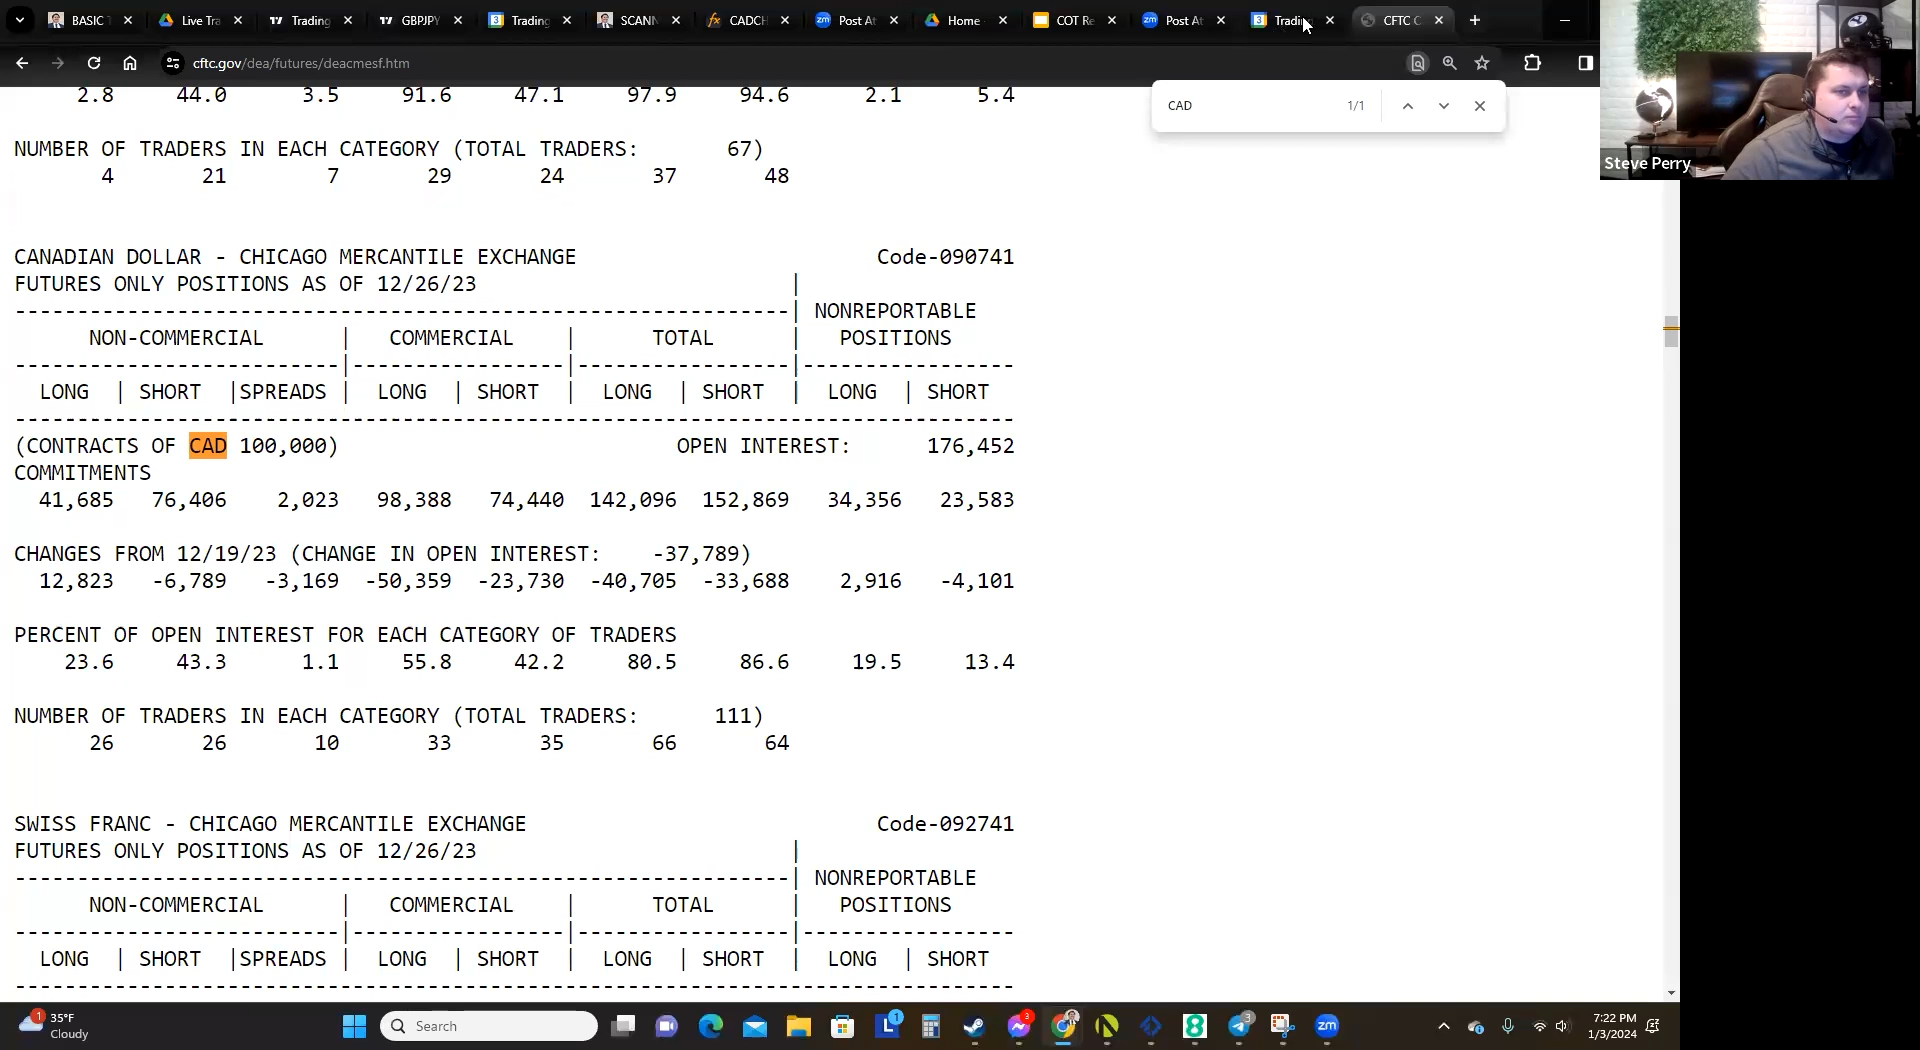 BASIC T
Live Tra
Trading
GBPJPY
Trading
SCANN
CADCH
Post At
Home -
COT Re
Post At
Trading
CFTC C
cftc.gov/dea/futures/deacmesf.htm
CAD 1/1
Steve Perry
2.8 44.0 3.5 91.6 47.1 97.9 94.6 2.1 5.4
NUMBER OF TRADERS IN EACH CATEGORY (TOTAL TRADERS: 67)
4 21 7 29 24 37 48
CANADIAN DOLLAR - CHICAGO MERCANTILE EXCHANGE Code-090741
FUTURES ONLY POSITIONS AS OF 12/26/23 |
--------------------------------------------------------------| NONREPORTABLE
NON-COMMERCIAL | COMMERCIAL | TOTAL | POSITIONS
--------------------------|-----------------|-----------------|-----------------
LONG | SHORT |SPREADS | LONG | SHORT | LONG | SHORT | LONG | SHORT
--------------------------------------------------------------------------------
(CONTRACTS OF CAD 100,000) OPEN INTEREST: 176,452
COMMITMENTS
41,685 76,406 2,023 98,388 74,440 142,096 152,869 34,356 23,583
CHANGES FROM 12/19/23 (CHANGE IN OPEN INTEREST: -37,789)
12,823 -6,789 -3,169 -50,359 -23,730 -40,705 -33,688 2,916 -4,101
PERCENT OF OPEN INTEREST FOR EACH CATEGORY OF TRADERS
23.6 43.3 1.1 55.8 42.2 80.5 86.6 19.5 13.4
NUMBER OF TRADERS IN EACH CATEGORY (TOTAL TRADERS: 111)
26 26 10 33 35 66 64
SWISS FRANC - CHICAGO MERCANTILE EXCHANGE Code-092741
FUTURES ONLY POSITIONS AS OF 12/26/23 |
--------------------------------------------------------------| NONREPORTABLE
NON-COMMERCIAL | COMMERCIAL | TOTAL | POSITIONS
--------------------------|-----------------|-----------------|-----------------
LONG | SHORT |SPREADS | LONG | SHORT | LONG | SHORT | LONG | SHORT
--------------------------------------------------------------------------------
35°F
Cloudy
Search
7:22 PM
1/3/2024